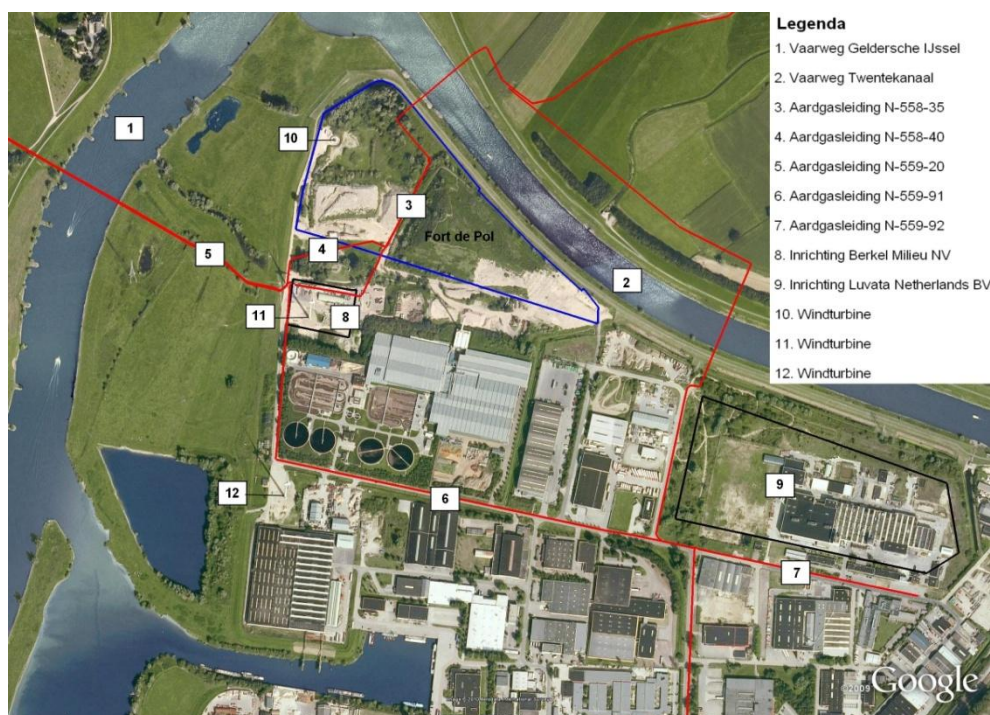 Legenda
1. Vaarweg Geldersche IJssel
2. Vaarweg Twentekanaal
3. Aardgasleiding N-558-35
4. Aardgasleiding N-558-40
5. Aardgasleiding N-559-20
6. Aardgasleiding N-559-91
7. Aardgasleiding N-559-92
8. Inrichting Berkel Milieu NV
9. Inrichting Luvata Netherlands BV
10. Windturbine
11. Windturbine
12. Windturbine
1
10
3
Fort de Pol
4
5
2
11
8
9
12
6
7
©2009 Google